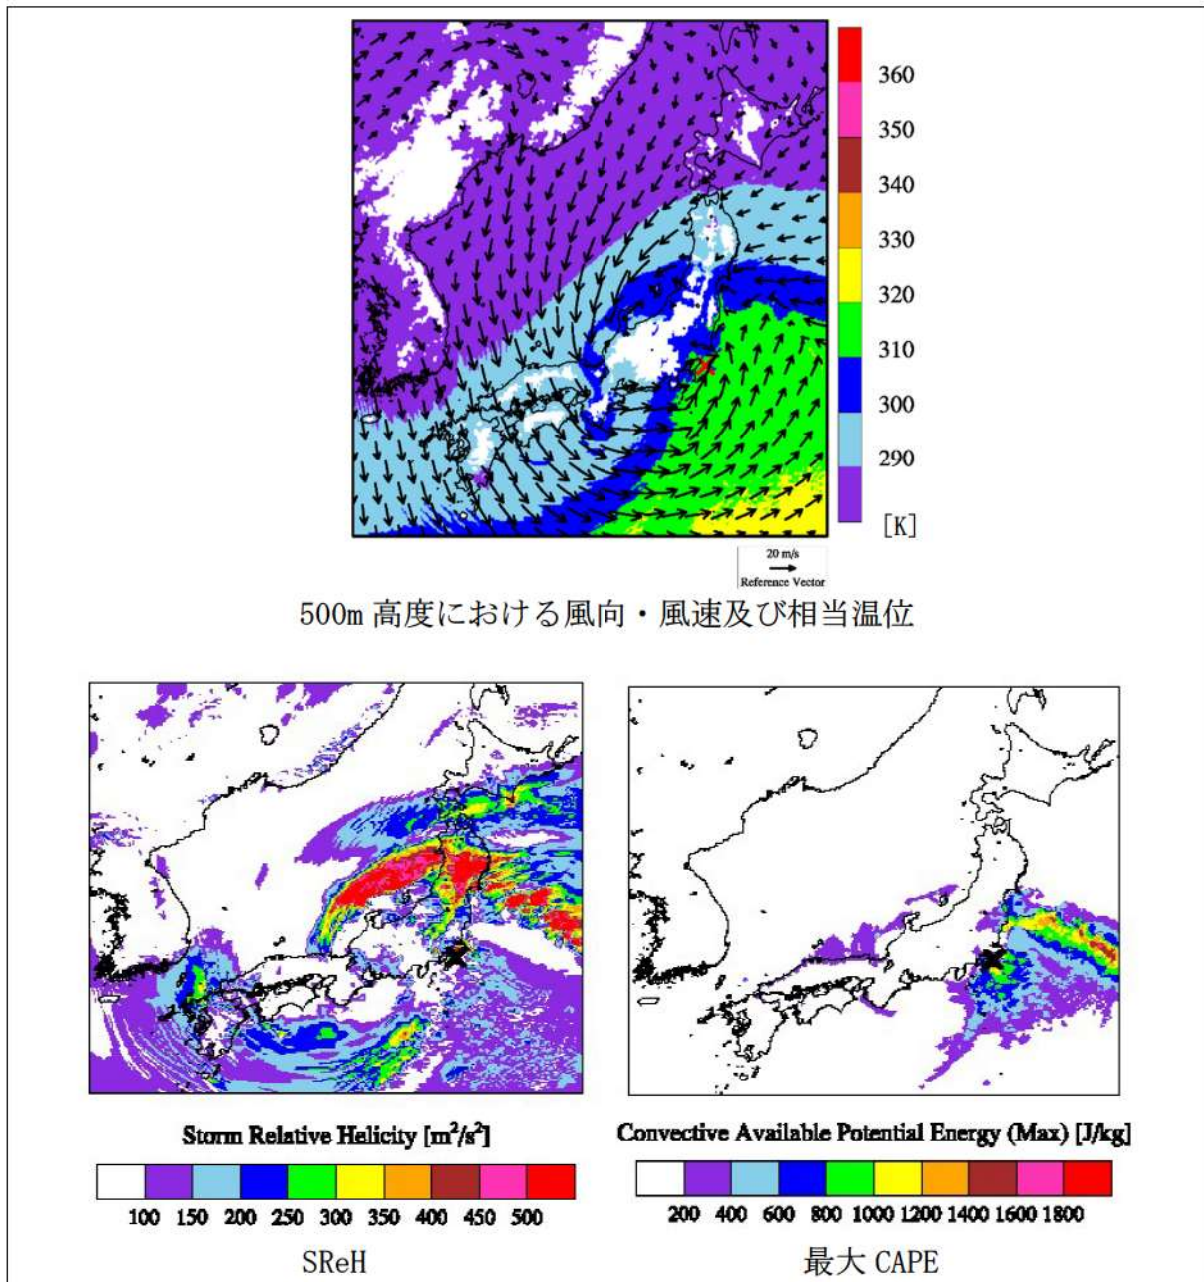 360
350
340
330
320
310
300
290
[K]
20 m/s
Reference Vector
500m 高度における風向・風速及び相当温位
Storm Relative Helicity [m²/s²]
100 150 200 250 300 350 400 450 500
SReH
Convective Available Potential Energy (Max) [J/kg]
200 400 600 800 1000 1200 1400 1600 1800
最大 CAPE